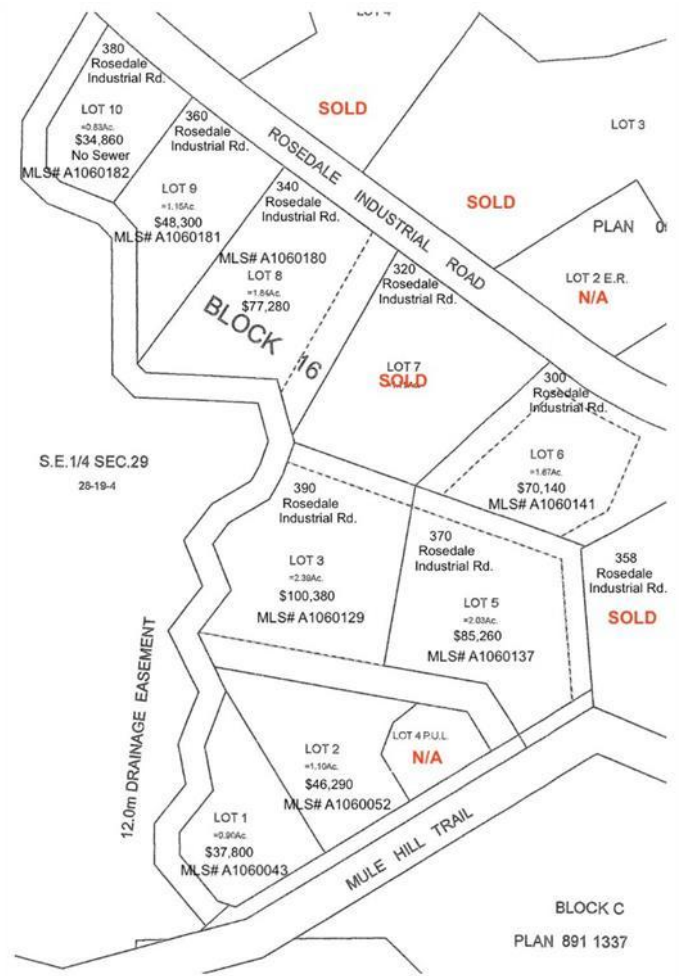 380
Rosedale
Industrial Rd.
LOT 10
=0.83Ac.
$34,860
No Sewer
MLS# A1060182
360
Rosedale
Industrial Rd.
LOT 9
=1.15Ac.
$48,300
MLS# A1060181
340
Rosedale
Industrial Rd.
MLS# A1060180
LOT 8
=1.84Ac.
$77,280
BLOCK 16
SOLD
ROSEDALE INDUSTRIAL ROAD
LOT 3
SOLD
PLAN
LOT 2 E.R.
N/A
320
Rosedale
Industrial Rd.
LOT 7
SOLD
300
Rosedale
Industrial Rd.
LOT 6
=1.67Ac.
$70,140
MLS# A1060141
S.E.1/4 SEC.29
28-19-4
390
Rosedale
Industrial Rd.
LOT 3
=2.39Ac.
$100,380
MLS# A1060129
370
Rosedale
Industrial Rd.
LOT 5
=2.03Ac.
$85,260
MLS# A1060137
358
Rosedale
Industrial Rd.
SOLD
12.0m DRAINAGE EASEMENT
LOT 2
=1.10Ac.
$46,290
MLS# A1060052
LOT 4 P.U.L.
N/A
LOT 1
=0.90Ac.
$37,800
MLS# A1060043
MULE HILL TRAIL
BLOCK C
PLAN 891 1337